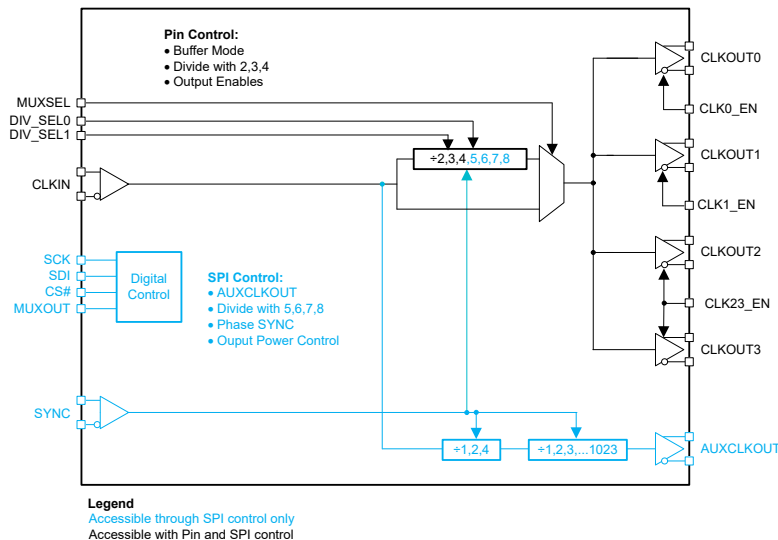 Pin Control:
• Buffer Mode
• Divide with 2,3,4
• Output Enables
CLKOUT0
MUXSEL
CLK0_EN
DIV_SEL0
DIV_SEL1
÷2,3,4,5,6,7,8
CLKOUT1
CLKIN
CLK1_EN
CLKOUT2
SCK
SDI
CS#
MUXOUT
Digital
Control
SPI Control:
• AUXCLKOUT
• Divide with 5,6,7,8
• Phase SYNC
• Ouput Power Control
CLK23_EN
CLKOUT3
SYNC
÷1,2,4
÷1,2,3,...1023
AUXCLKOUT
Legend
Accessible through SPI control only
Accessible with Pin and SPI control